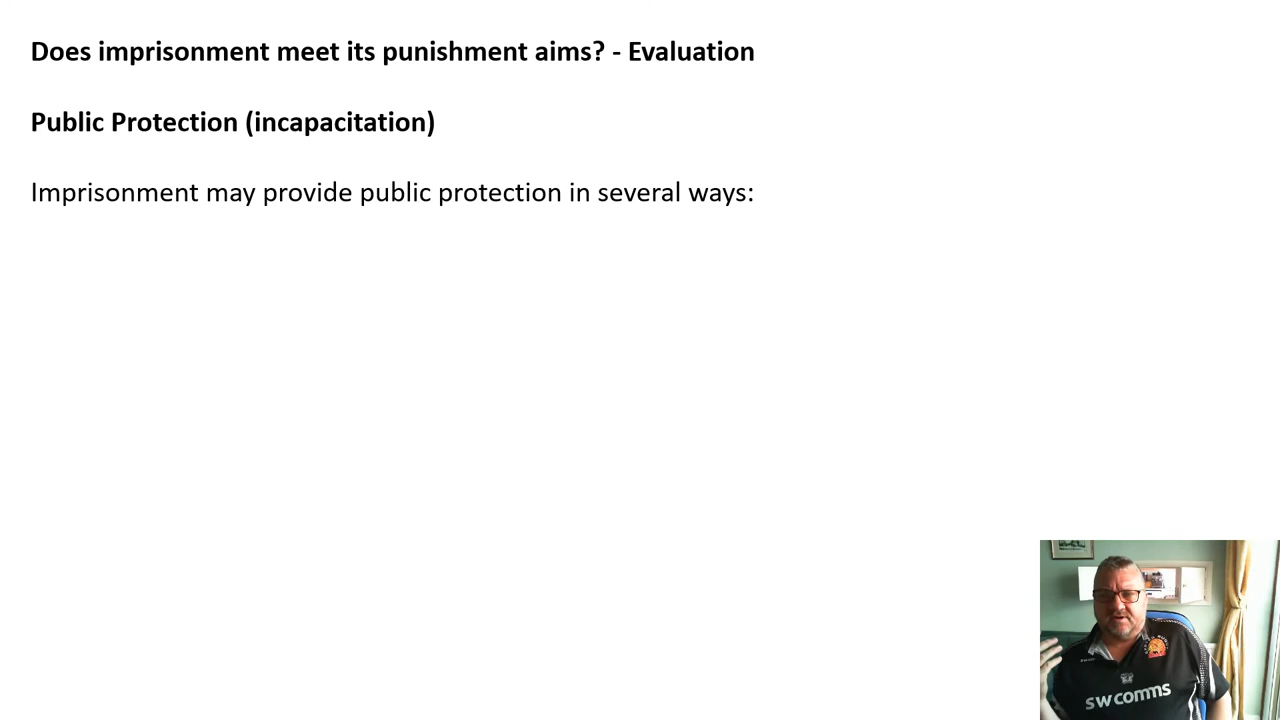 Does imprisonment meet its punishment aims? - Evaluation
Public Protection (incapacitation)
Imprisonment may provide public protection in several ways:
swcomms